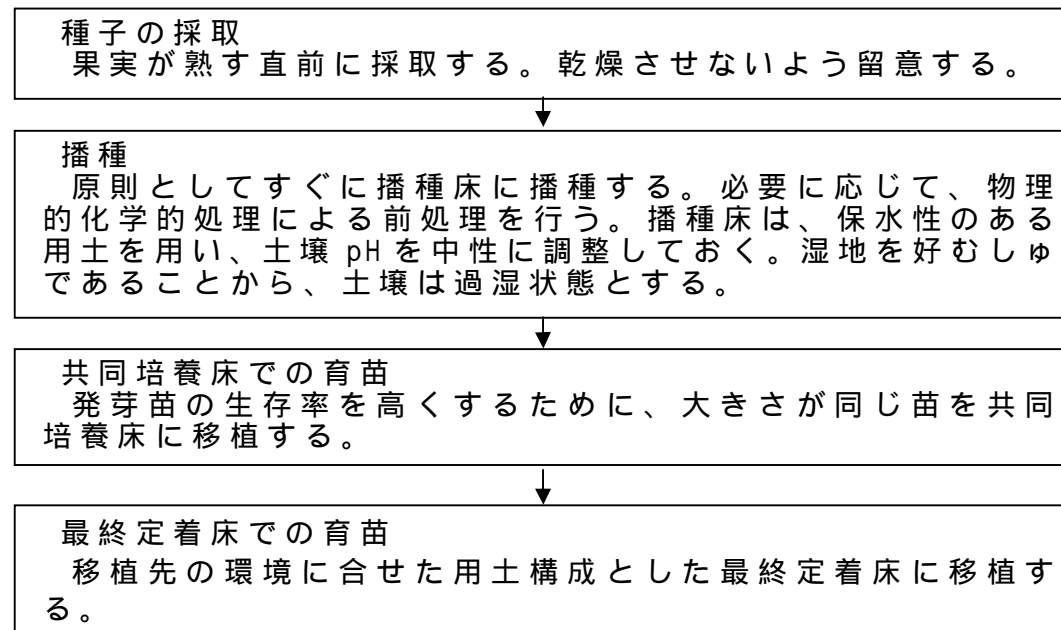 種子の採取
果実が熟す直前に採取する。乾燥させないよう留意する。
播種
原則としてすぐに播種床に播種する。必要に応じて、物理
的化学的処理による前処理を行う。播種床は、保水性のある
用土を用い、土壌 pH を中性に調整しておく。湿地を好むしゅ
であることから、土壌は過湿状態とする。
共同培養床での育苗
発芽苗の生存率を高くするために、大きさが同じ苗を共同
培養床に移植する。
最終定着床での育苗
移植先の環境に合せた用土構成とした最終定着床に移植す
る。